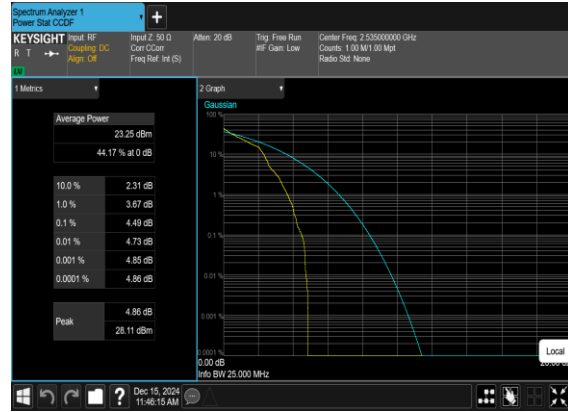 Spectrum Analyzer 1
Power Stat CCDF
KEYSIGHT
R T
LM
Input: RF
Coupling: DC
Align: Off
Input Z: 50 Ω
Corr CCorr
Freq Ref: Int (S)
Atten: 20 dB
Trig: Free Run
#IF Gain: Low
Center Freq: 2.535000000 GHz
Counts: 1.00 M/1.00 Mpt
Radio Std: None
1 Metrics
Average Power
23.25 dBm
44.17 % at 0 dB
10.0 % 2.31 dB
1.0 % 3.67 dB
0.1 % 4.49 dB
0.01 % 4.73 dB
0.001 % 4.85 dB
0.0001 % 4.86 dB
Peak 4.86 dB
28.11 dBm
2 Graph
Gaussian
100 %
10 %
1 %
0.1 %
0.01 %
0.001 %
0.0001 %
0.00 dB
Info BW 25.000 MHz
Local
Dec 15, 2024
11:46:15 AM